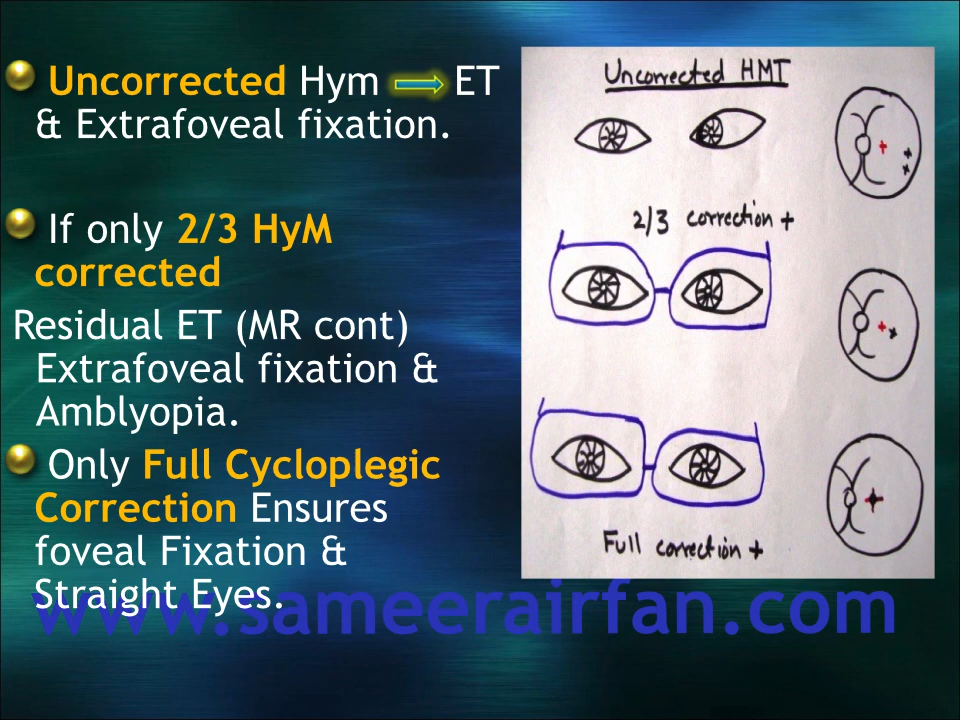 Uncorrected Hym ET
& Extrafoveal fixation.
If only 2/3 HyM
corrected
Residual ET (MR cont)
Extrafoveal fixation &
Amblyopia.
Only Full Cycloplegic
Correction Ensures
foveal Fixation &
Straight Eyes.
Uncorrected HMT
2/3 correction +
Full correction +
www.sameerairfan.com